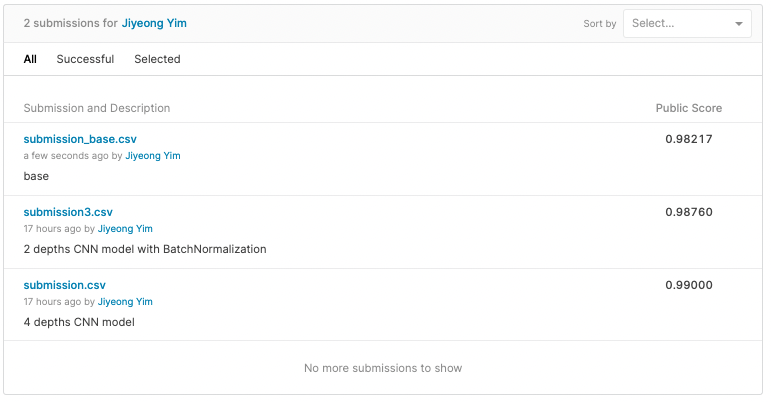 2 submissions for Jiyeong Yim
Sort by Select...
All Successful Selected
Submission and Description Public Score
submission_base.csv 0.98217
a few seconds ago by Jiyeong Yim
base
submission3.csv 0.98760
17 hours ago by Jiyeong Yim
2 depths CNN model with BatchNormalization
submission.csv 0.99000
17 hours ago by Jiyeong Yim
4 depths CNN model
No more submissions to show